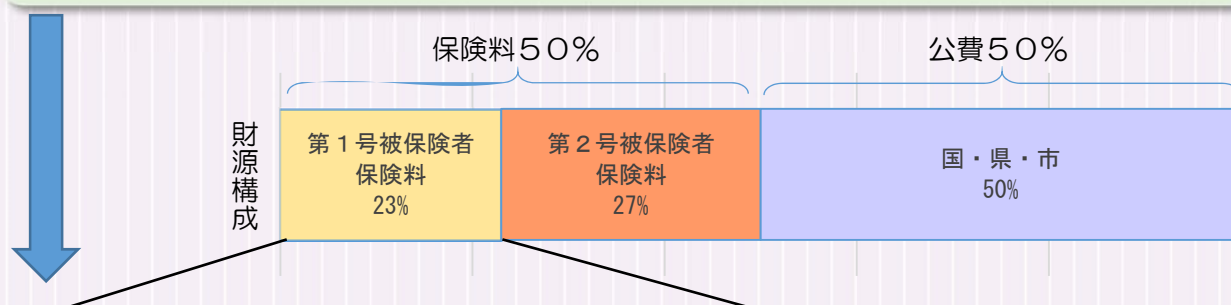 保険料５０%
公費５０%
財源構成
第１号被保険者
保険料
23%
第２号被保険者
保険料
27%
国・県・市
50%